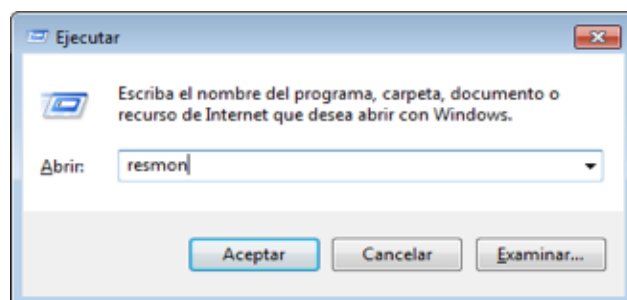 Ejecutar
Escriba el nombre del programa, carpeta, documento o
recurso de Internet que desea abrir con Windows.
Abrir: resmon
Aceptar Cancelar Examinar...